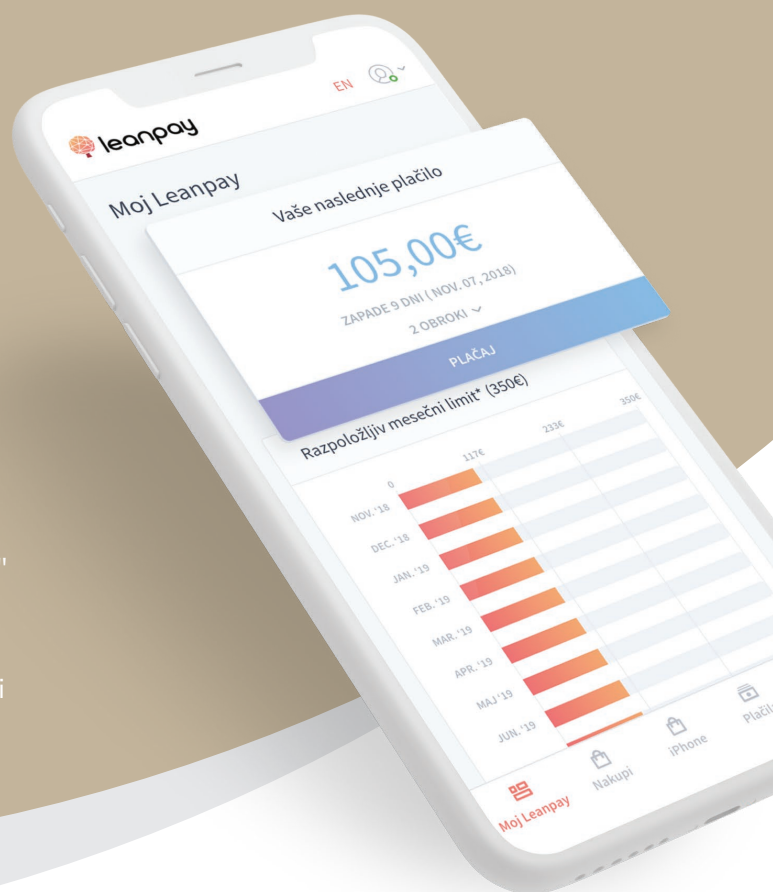 leanpay
EN
Moj Leanpay
Vaše naslednje plačilo
105,00€
ZAPADE 9 DNI ( NOV. 07, 2018)
2 OBROKI
PLAČAJ
Razpoložljiv mesečni limit* (350€)
0 117€ 233€ 350€
NOV. '18
DEC. '18
JAN. '19
FEB. '19
MAR. '19
APR. '19
MAJ '19
JUN. '19
Moj Leanpay Nakupi iPhone